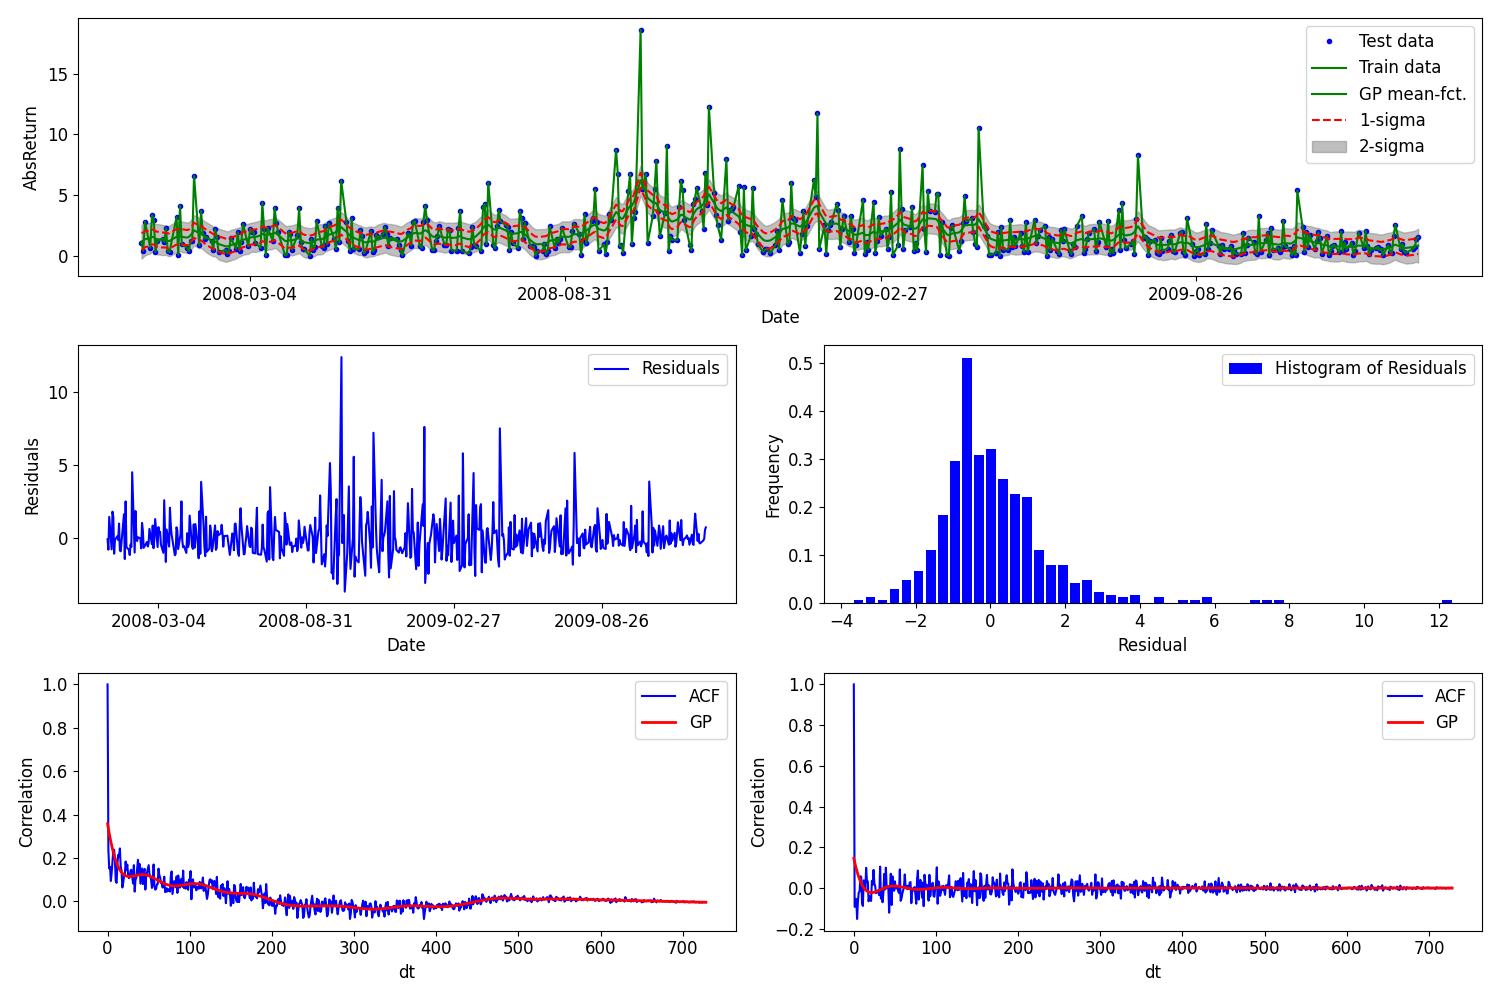 AbsReturn
15
10
5
0
Test data
Train data
GP mean-fct.
1-sigma
2-sigma
2008-03-04 2008-08-31 2009-02-27 2009-08-26
Date
Residuals
10
5
0
Residuals
2008-03-04 2008-08-31 2009-02-27 2009-08-26
Date
Frequency
0.5
0.4
0.3
0.2
0.1
0.0
Histogram of Residuals
−4 −2 0 2 4 6 8 10 12
Residual
Correlation
1.0
0.8
0.6
0.4
0.2
0.0
ACF
GP
0 100 200 300 400 500 600 700
dt
Correlation
1.0
0.8
0.6
0.4
0.2
0.0
−0.2
ACF
GP
0 100 200 300 400 500 600 700
dt